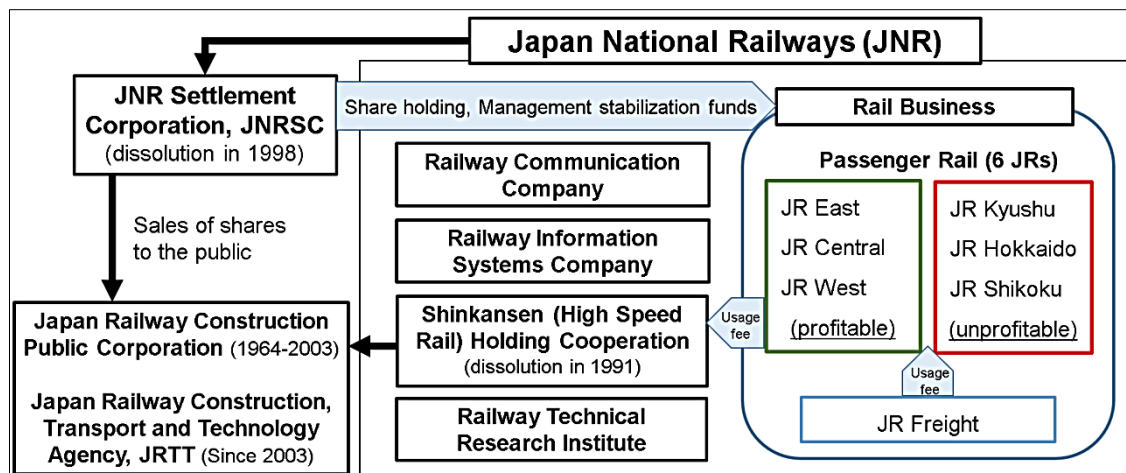 Japan National Railways (JNR)
JNR Settlement
Corporation, JNRSC
(dissolution in 1998)
Share holding, Management stabilization funds
Rail Business
Sales of shares
to the public
Railway Communication
Company
Railway Information
Systems Company
Shinkansen (High Speed
Rail) Holding Cooperation
(dissolution in 1991)
Railway Technical
Research Institute
Passenger Rail (6 JRs)
JR East
JR Central
JR West
(profitable)
JR Kyushu
JR Hokkaido
JR Shikoku
(unprofitable)
Usage
fee
Usage
fee
JR Freight
Japan Railway Construction
Public Corporation (1964-2003)
Japan Railway Construction,
Transport and Technology
Agency, JRTT (Since 2003)